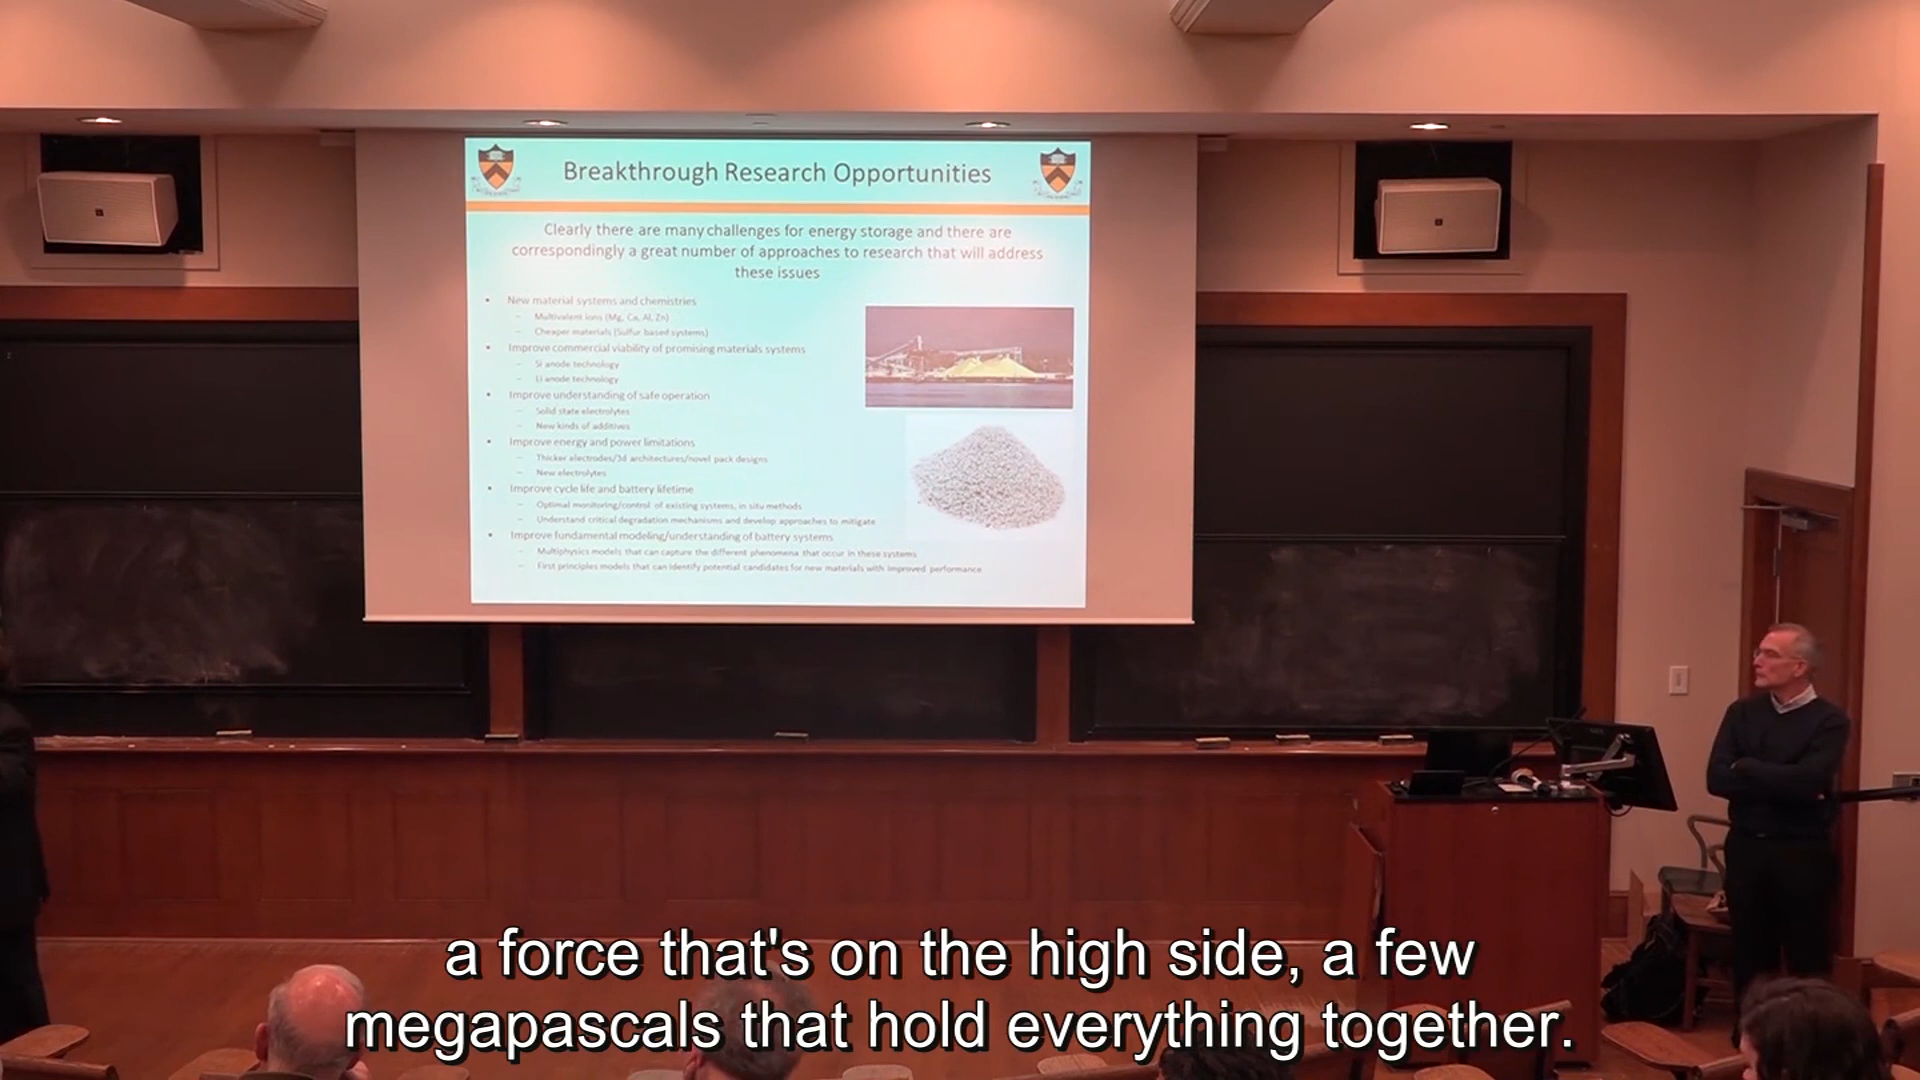 Breakthrough Research Opportunities
Clearly there are many challenges for energy storage and there are
correspondingly a great number of approaches to research that will address
these issues
• New material systems and chemistries
– Multivalent ions (Mg, Ca, Al, Zn)
– Cheaper materials (Sulfur based systems)
• Improve commercial viability of promising materials systems
– Si anode technology
– Li anode technology
• Improve understanding of safe operation
– Solid state electrolytes
– New kinds of additives
• Improve energy and power limitations
– Thicker electrodes/3d architectures/novel pack designs
– New electrolytes
• Improve cycle life and battery lifetime
– Optimal monitoring/control of existing systems, in situ methods
– Understand critical degradation mechanisms and develop approaches to mitigate
• Improve fundamental modeling/understanding of battery systems
– Multiphysics models that can capture the different phenomena that occur in these systems
– First principles models that can identify potential candidates for new materials with improved performance
a force that's on the high side, a few
megapascals that hold everything together.